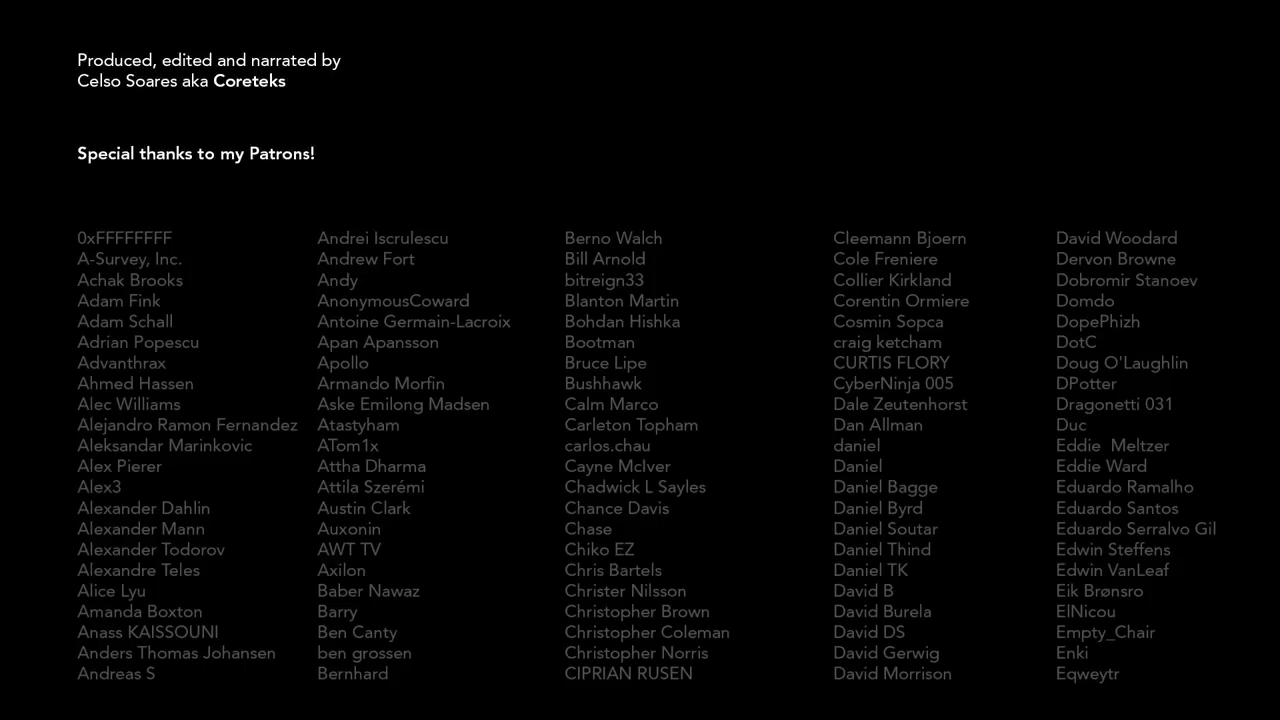 Produced, edited and narrated by
Celso Soares aka Coreteks
Special thanks to my Patrons!
0xFFFFFFFF
A-Survey, Inc.
Achak Brooks
Adam Fink
Adam Schall
Adrian Popescu
Advanthrax
Ahmed Hassen
Alec Williams
Alejandro Ramon Fernandez
Aleksandar Marinkovic
Alex Pierer
Alex3
Alexander Dahlin
Alexander Mann
Alexander Todorov
Alexandre Teles
Alice Lyu
Amanda Boxton
Anass KAISSOUNI
Anders Thomas Johansen
Andreas S
Andrei Iscrulescu
Andrew Fort
Andy
AnonymousCoward
Antoine Germain-Lacroix
Apan Apansson
Apollo
Armando Morfin
Aske Emilong Madsen
Atastyham
ATom1x
Attha Dharma
Attila Szerémi
Austin Clark
Auxonin
AWT TV
Axilon
Baber Nawaz
Barry
Ben Canty
ben grossen
Bernhard
Berno Walch
Bill Arnold
bitreign33
Blanton Martin
Bohdan Hishka
Bootman
Bruce Lipe
Bushhawk
Calm Marco
Carleton Topham
carlos.chau
Cayne McIver
Chadwick L Sayles
Chance Davis
Chase
Chiko EZ
Chris Bartels
Christer Nilsson
Christopher Brown
Christopher Coleman
Christopher Norris
CIPRIAN RUSEN
Cleemann Bjoern
Cole Freniere
Collier Kirkland
Corentin Ormiere
Cosmin Sopca
craig ketcham
CURTIS FLORY
CyberNinja 005
Dale Zeutenhorst
Dan Allman
daniel
Daniel
Daniel Bagge
Daniel Byrd
Daniel Soutar
Daniel Thind
Daniel TK
David B
David Burela
David DS
David Gerwig
David Morrison
David Woodard
Dervon Browne
Dobromir Stanoev
Domdo
DopePhizh
DotC
Doug O'Laughlin
DPotter
Dragonetti 031
Duc
Eddie  Meltzer
Eddie Ward
Eduardo Ramalho
Eduardo Santos
Eduardo Serralvo Gil
Edwin Steffens
Edwin VanLeaf
Eik Brønsro
ElNicou
Empty_Chair
Enki
Eqweytr